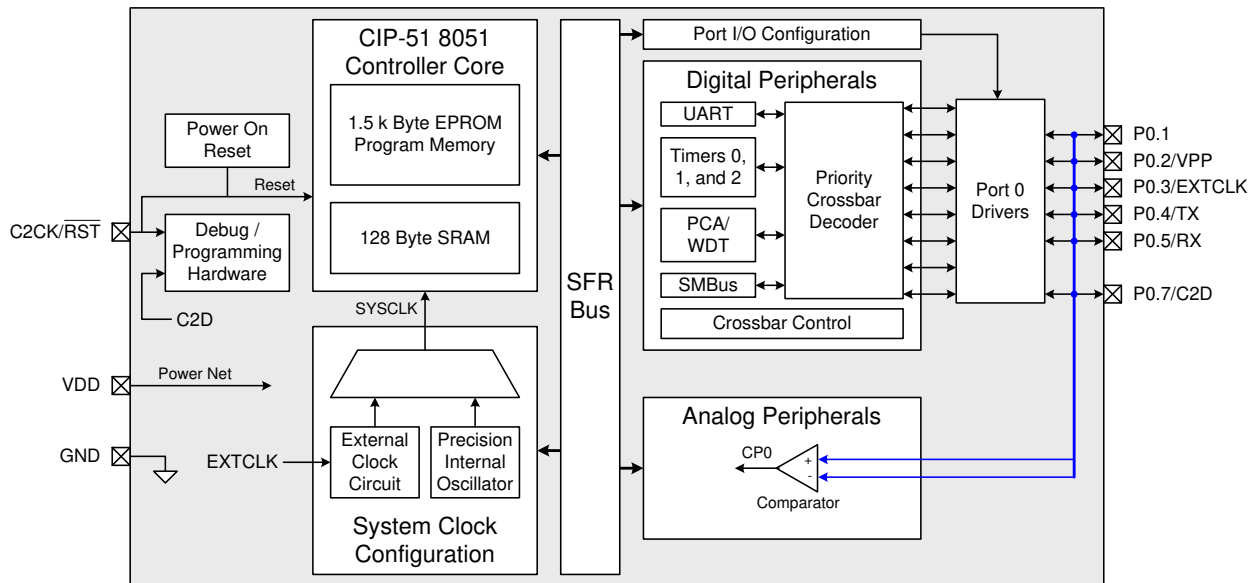 CIP-51 8051
Controller Core
1.5 k Byte EPROM
Program Memory
128 Byte SRAM
Power On
Reset
Reset
C2CK/RST
Debug /
Programming
Hardware
C2D
SYSCLK
VDD
Power Net
GND
EXTCLK
External
Clock
Circuit
Precision
Internal
Oscillator
System Clock
Configuration
SFR
Bus
Port I/O Configuration
Digital Peripherals
UART
Timers 0,
1, and 2
PCA/
WDT
SMBus
Priority
Crossbar
Decoder
Crossbar Control
Port 0
Drivers
P0.1
P0.2/VPP
P0.3/EXTCLK
P0.4/TX
P0.5/RX
P0.7/C2D
Analog Peripherals
CP0
+
-
Comparator